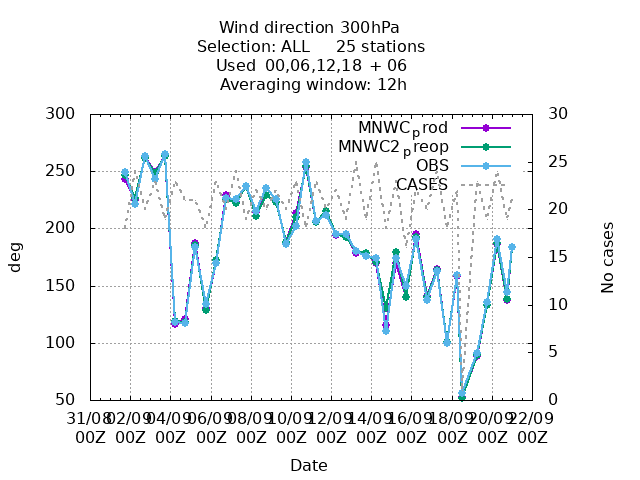 Wind direction 300hPa
Selection: ALL 25 stations
Used 00,06,12,18 + 06
Averaging window: 12h
300 30
MNWCprod
MNWC2preop
OBS
CASES
250 25
200 20
150 15
100 10
5
50 0
deg
No cases
31/08 02/09 04/09 06/09 08/09 10/09 12/09 14/09 16/09 18/09 20/09 22/09
00Z 00Z 00Z 00Z 00Z 00Z 00Z 00Z 00Z 00Z 00Z 00Z
Date